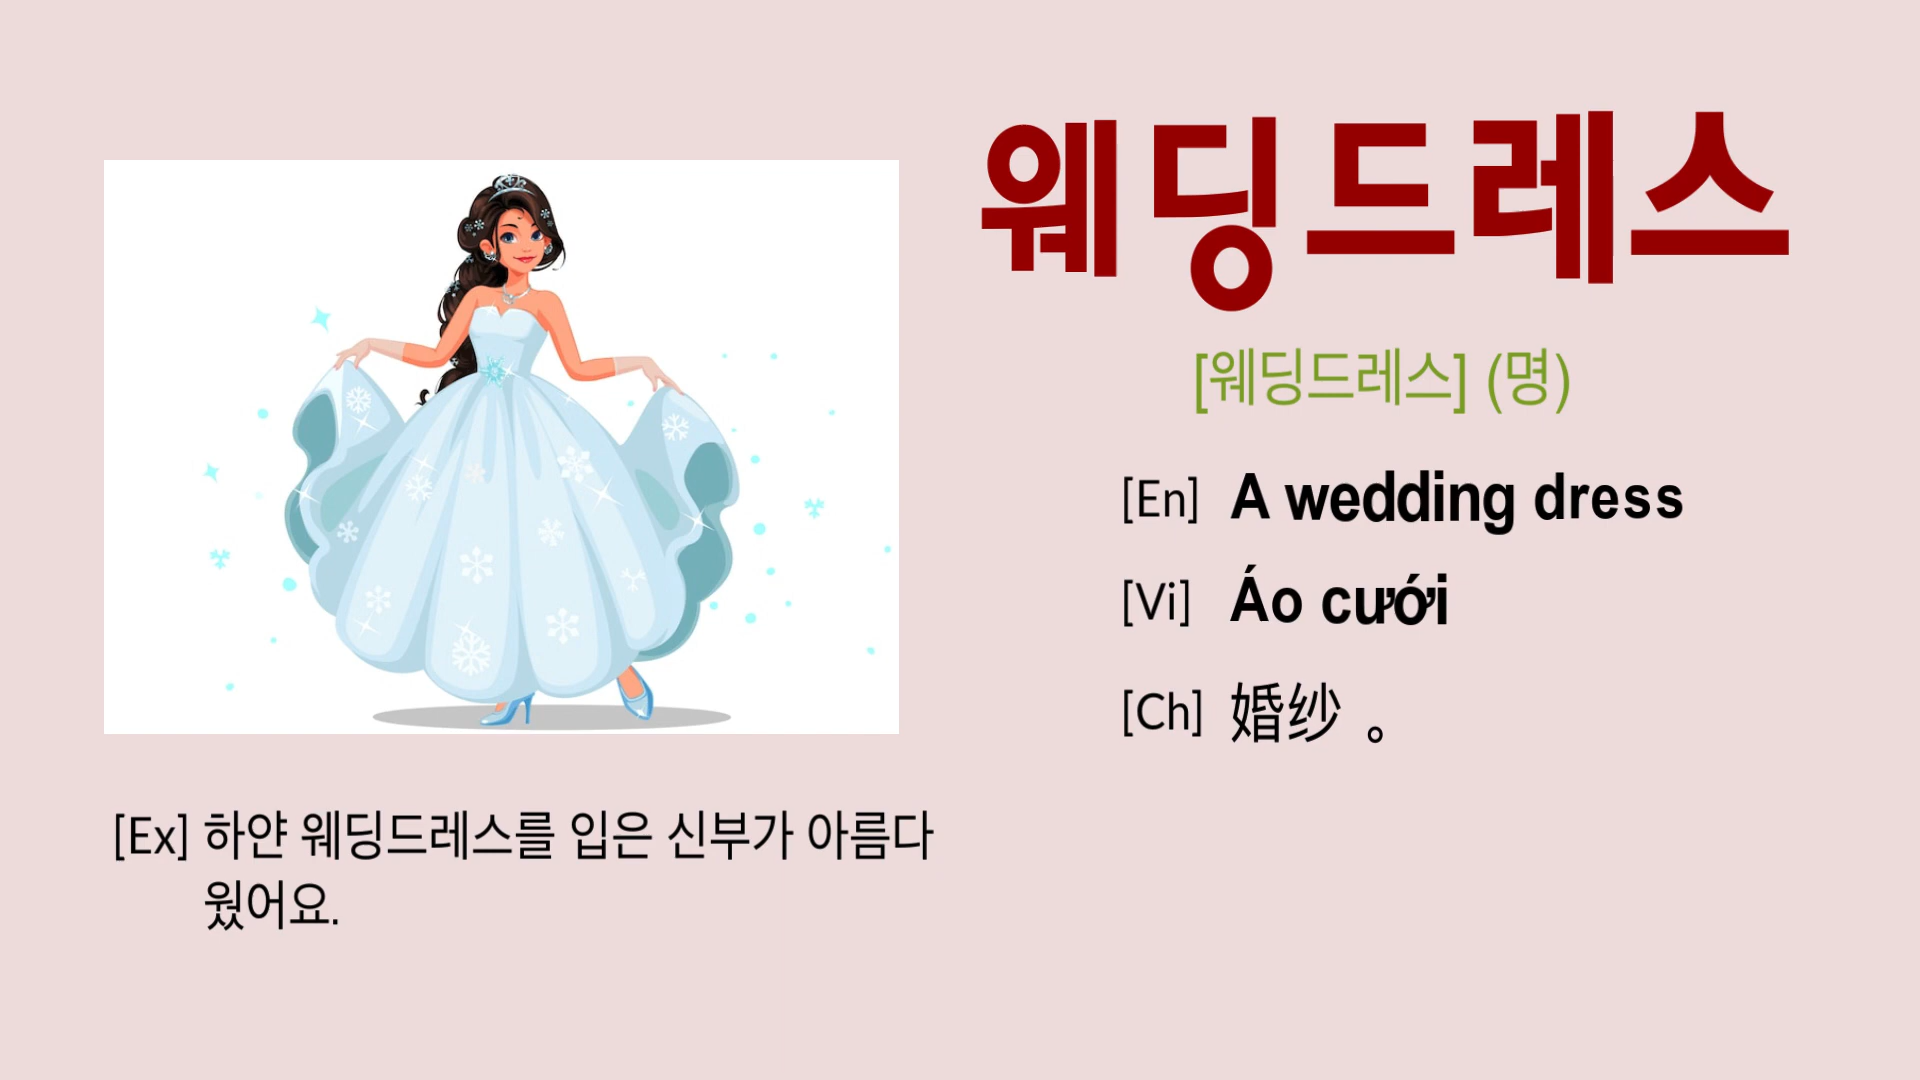 웨딩드레스
[웨딩드레스] (명)
[En] A wedding dress
[Vi] Áo cưới
[Ch] 婚纱 。
[Ex] 하얀 웨딩드레스를 입은 신부가 아름다
웠어요.